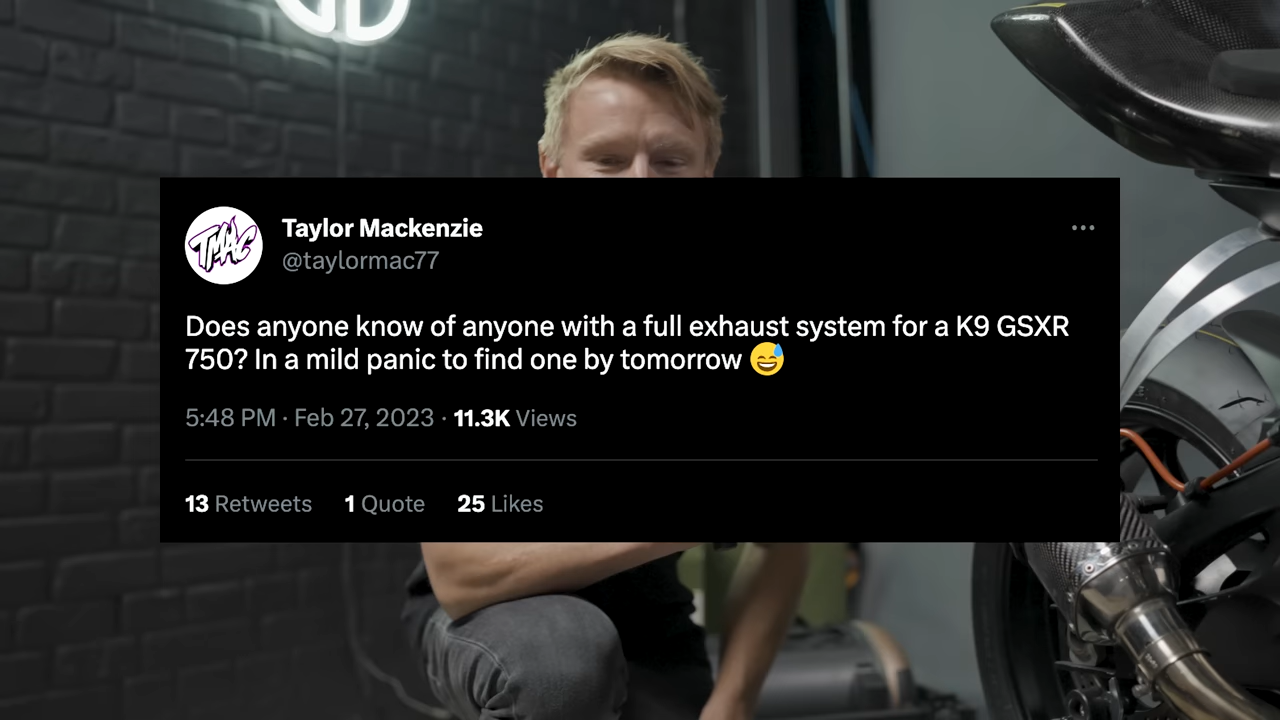 TMAC
Taylor Mackenzie
@taylormac77
Does anyone know of anyone with a full exhaust system for a K9 GSXR
750? In a mild panic to find one by tomorrow 😅
5:48 PM · Feb 27, 2023 · 11.3K Views
13 Retweets 1 Quote 25 Likes